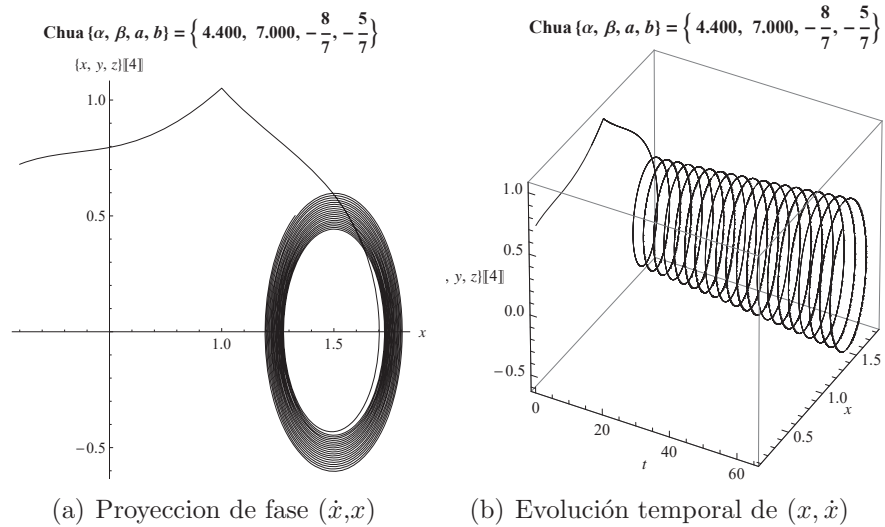 Chua {α, β, a, b} = { 4.400, 7.000, −8/7, −5/7}
{x, y, z}⟦4⟧
1.0
0.5
1.0
1.5
x
−0.5
(a) Proyeccion de fase (ẋ,x)
Chua {α, β, a, b} = { 4.400, 7.000, −8/7, −5/7}
1.0
0.5
, y, z}⟦4⟧
0.0
−0.5
0
20
40
60
t
0.5
1.0
1.5
x
(b) Evolución temporal de (x, ẋ)